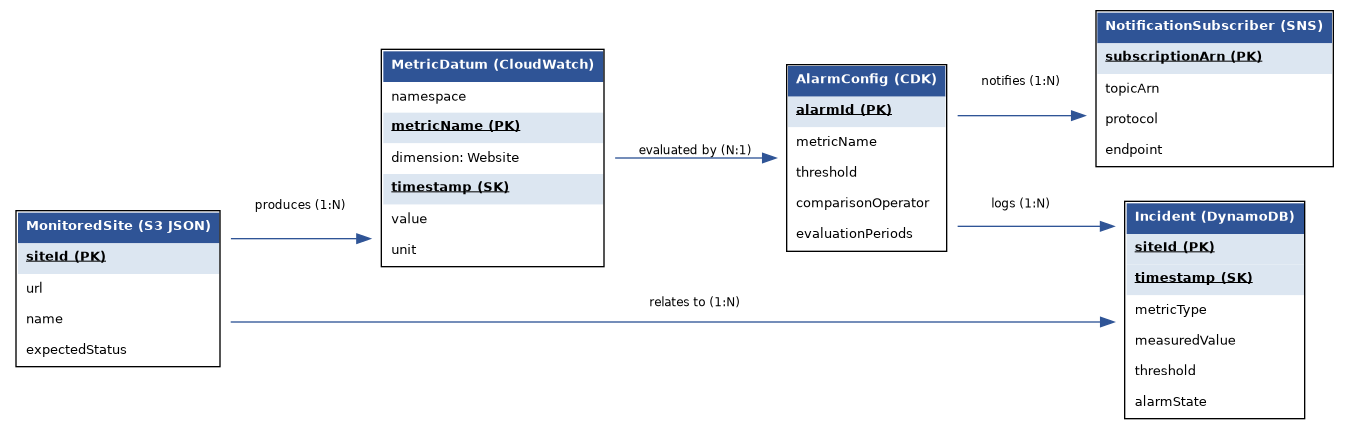 MonitoredSite (S3 JSON)
siteId (PK)
url
name
expectedStatus
produces (1:N)
MetricDatum (CloudWatch)
namespace
metricName (PK)
dimension: Website
timestamp (SK)
value
unit
evaluated by (N:1)
AlarmConfig (CDK)
alarmId (PK)
metricName
threshold
comparisonOperator
evaluationPeriods
notifies (1:N)
NotificationSubscriber (SNS)
subscriptionArn (PK)
topicArn
protocol
endpoint
logs (1:N)
relates to (1:N)
Incident (DynamoDB)
siteId (PK)
timestamp (SK)
metricType
measuredValue
threshold
alarmState